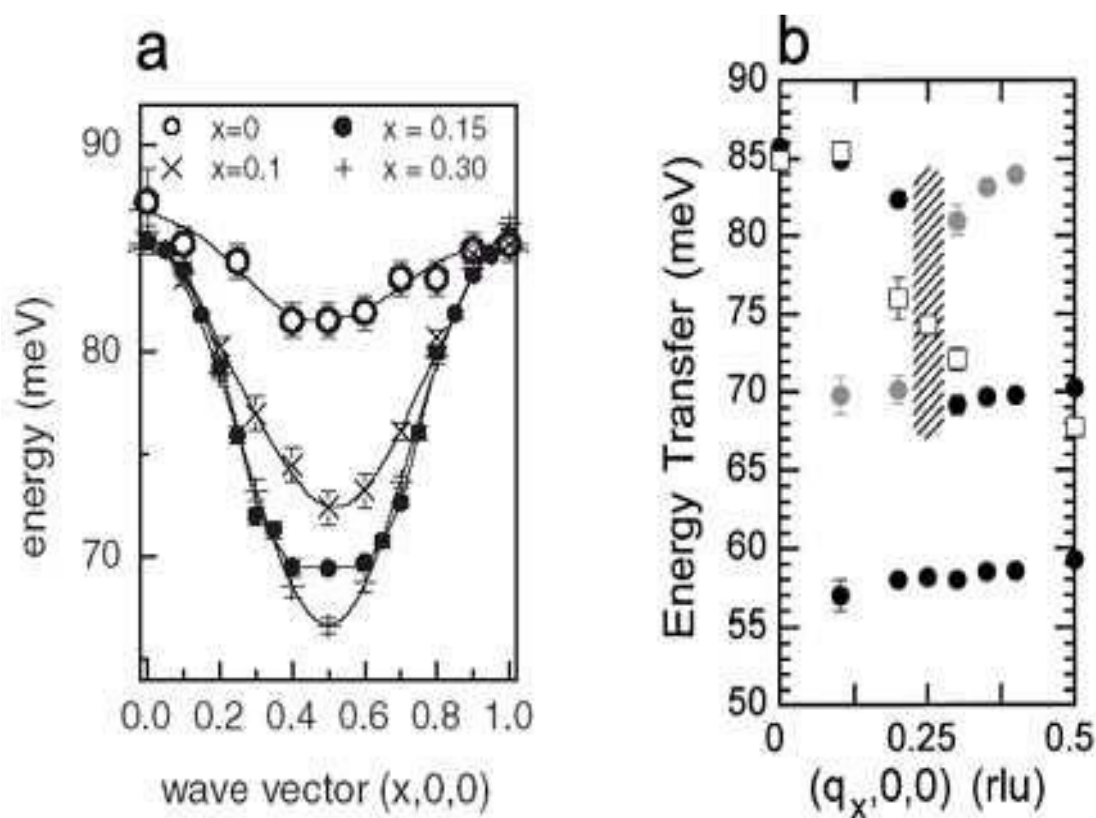 a
energy (meV)
90
80
70
x=0
x = 0.15
x=0.1
x = 0.30
0.0 0.2 0.4 0.6 0.8 1.0
wave vector (x,0,0)
b
Energy Transfer (meV)
90
85
80
75
70
65
60
55
50
0 0.25 0.5
(qx,0,0) (rlu)